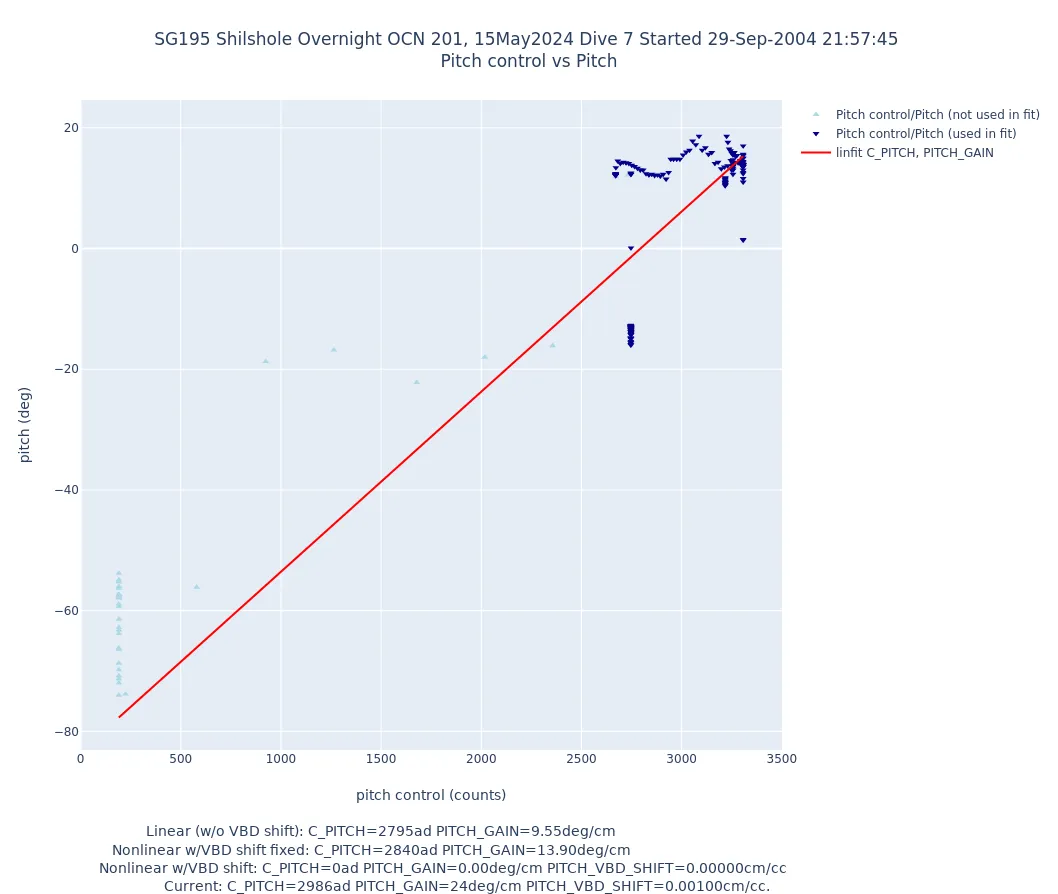 SG195 Shilshole Overnight OCN 201, 15May2024 Dive 7 Started 29-Sep-2004 21:57:45
Pitch control vs Pitch
Pitch control/Pitch (not used in fit)
Pitch control/Pitch (used in fit)
linfit C_PITCH, PITCH_GAIN
20
0
−20
−40
−60
−80
pitch (deg)
0 500 1000 1500 2000 2500 3000 3500
pitch control (counts)
Linear (w/o VBD shift): C_PITCH=2795ad PITCH_GAIN=9.55deg/cm
Nonlinear w/VBD shift fixed: C_PITCH=2840ad PITCH_GAIN=13.90deg/cm
Nonlinear w/VBD shift: C_PITCH=0ad PITCH_GAIN=0.00deg/cm PITCH_VBD_SHIFT=0.00000cm/cc
Current: C_PITCH=2986ad PITCH_GAIN=24deg/cm PITCH_VBD_SHIFT=0.00100cm/cc.